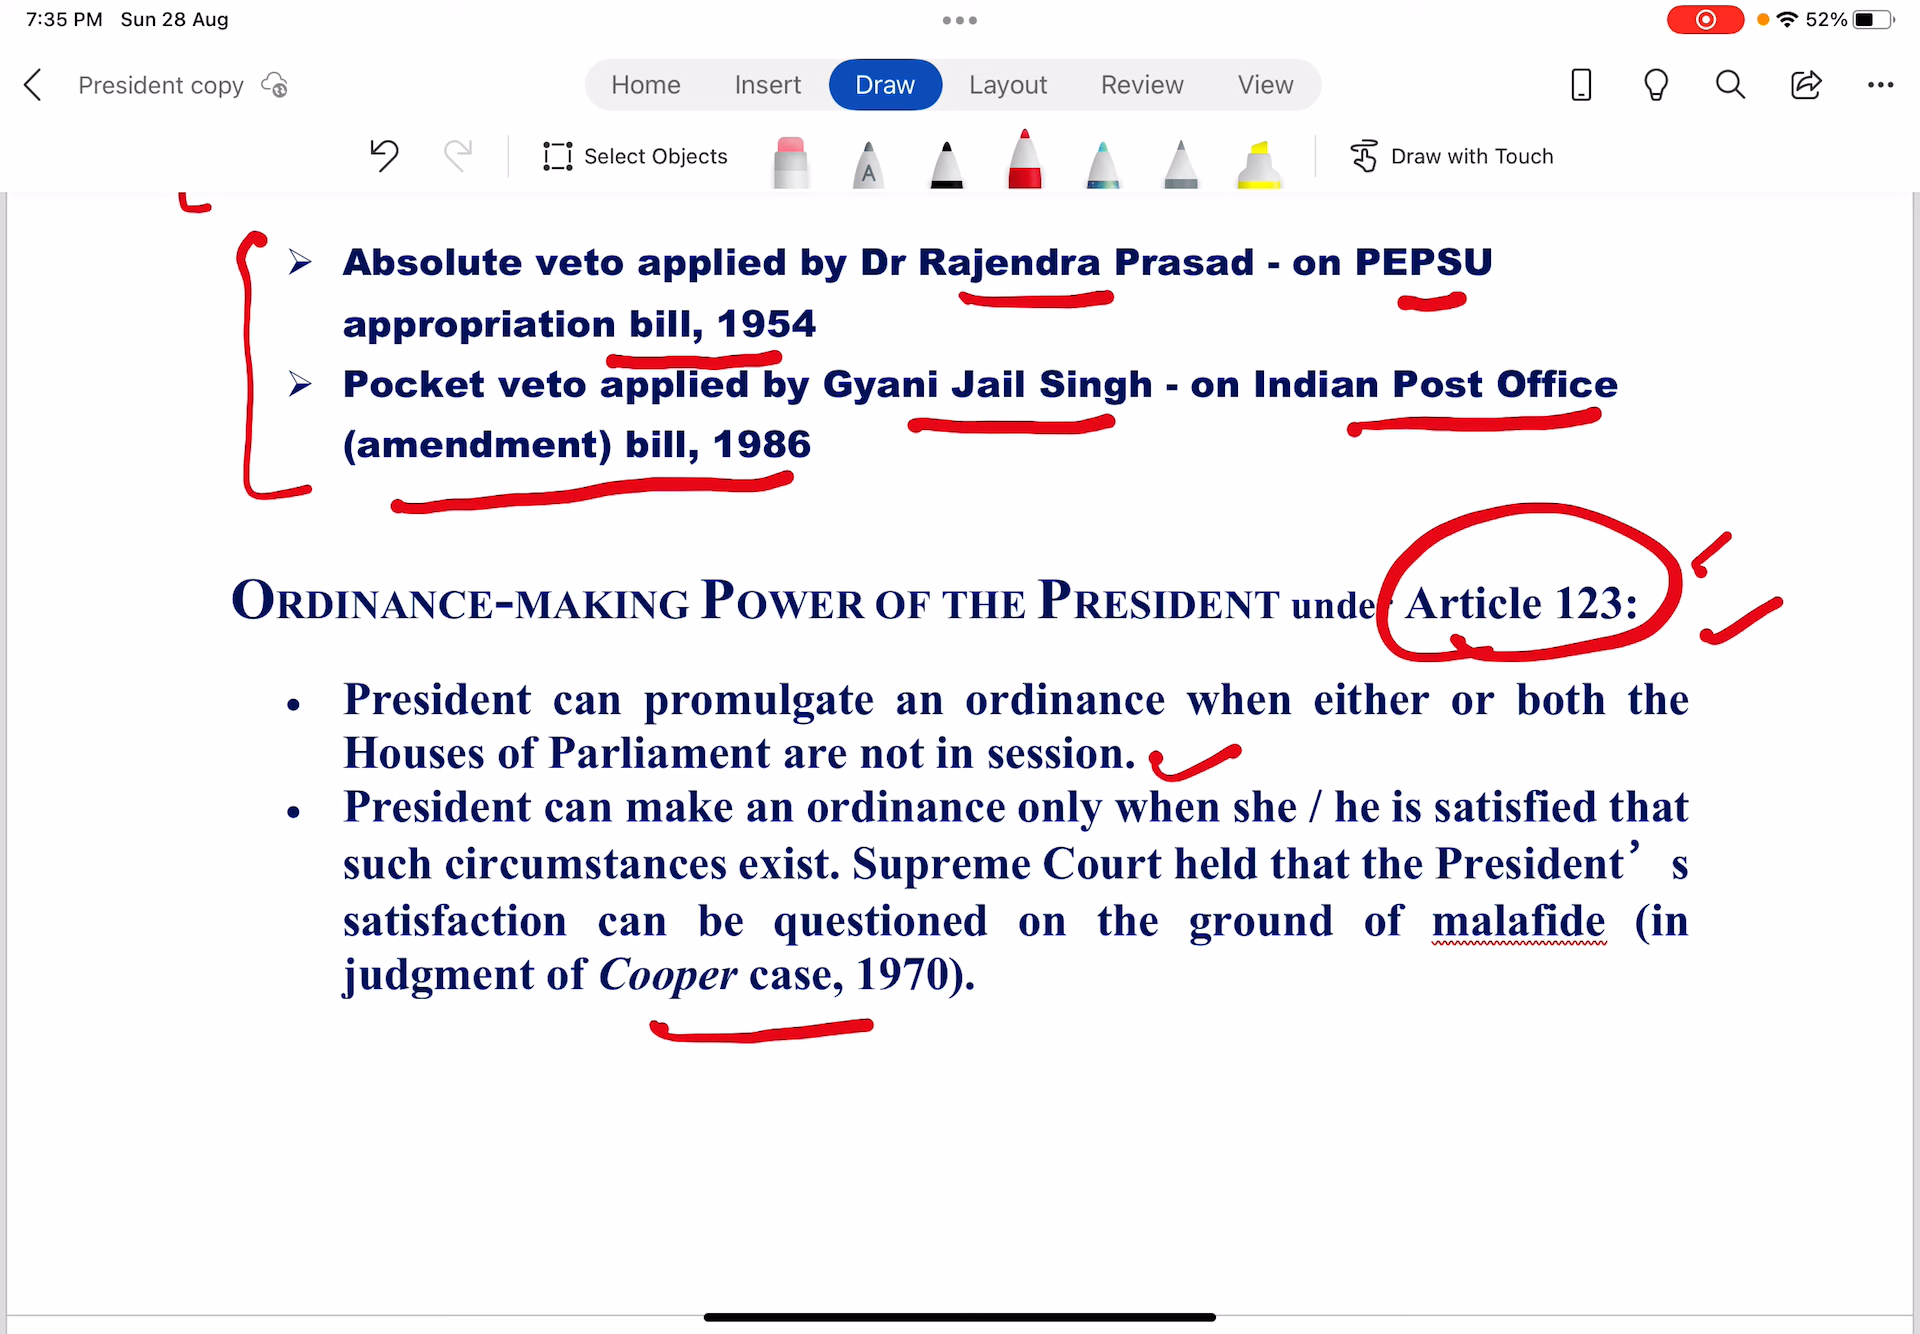 7:35 PM Sun 28 Aug
52%
President copy
Home Insert Draw Layout Review View
Select Objects
A
Draw with Touch
➢ Absolute veto applied by Dr Rajendra Prasad - on PEPSU
appropriation bill, 1954
➢ Pocket veto applied by Gyani Jail Singh - on Indian Post Office
(amendment) bill, 1986
ORDINANCE-MAKING POWER OF THE PRESIDENT under Article 123:
• President can promulgate an ordinance when either or both the
Houses of Parliament are not in session.
• President can make an ordinance only when she / he is satisfied that
such circumstances exist. Supreme Court held that the President’ s
satisfaction can be questioned on the ground of malafide (in
judgment of Cooper case, 1970).